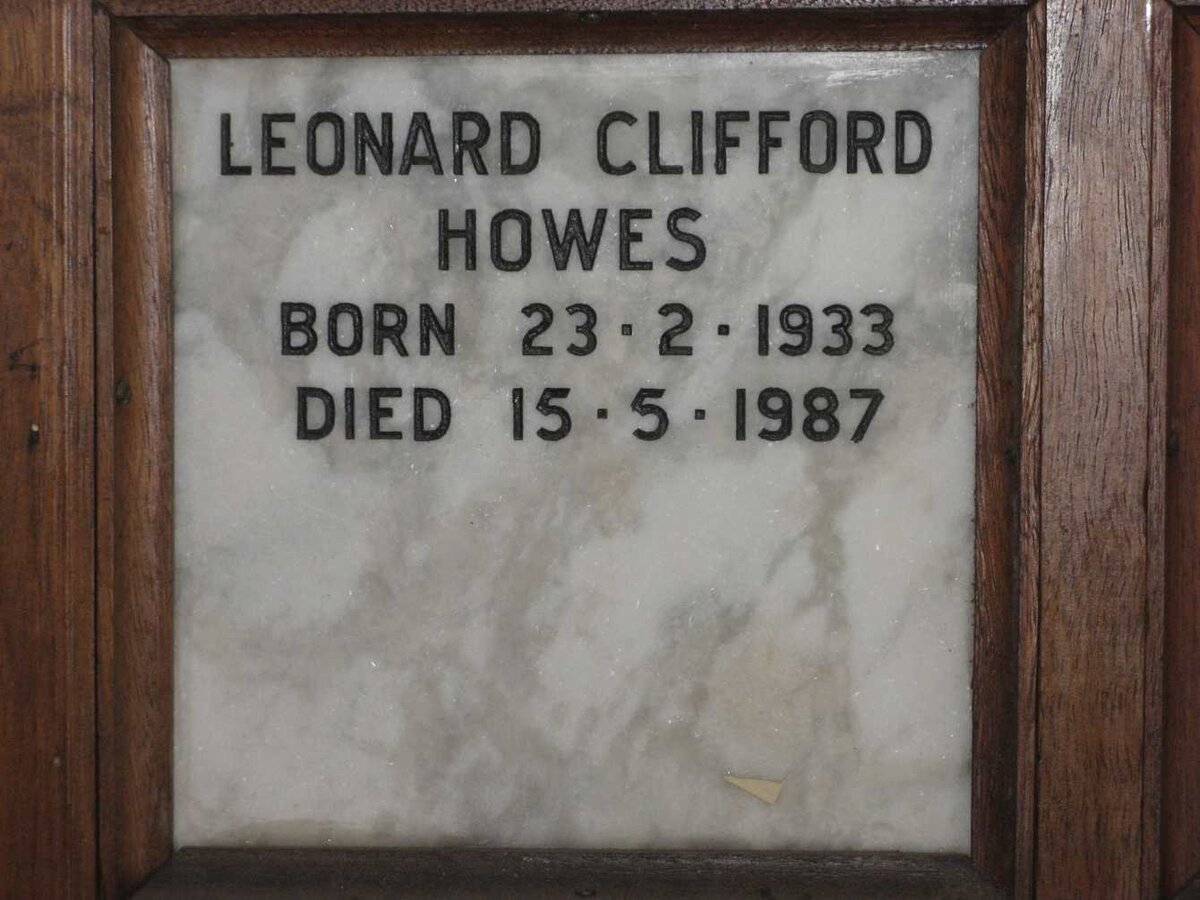 LEONARD CLIFFORD
HOWES
BORN 23·2·1933
DIED 15·5·1987